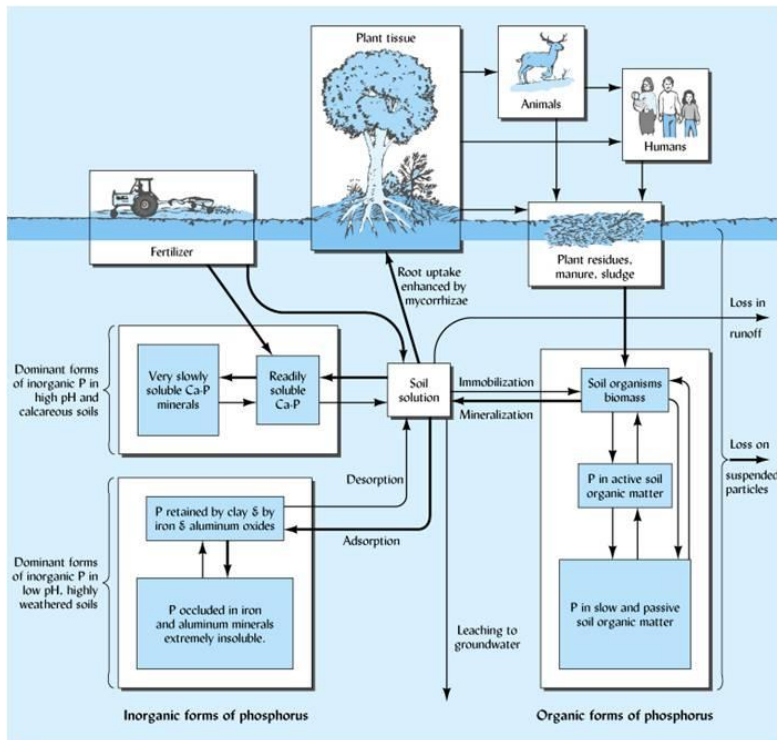 Plant tissue
Animals
Humans
Fertilizer
Plant residues,
manure, sludge
Root uptake
enhanced by
mycorrhizae
Loss in
runoff
Dominant forms
of inorganic P in
high pH and
calcareous soils
Very slowly
soluble Ca-P
minerals
Readily
soluble
Ca-P
Soil
solution
Immobilization
Mineralization
Soil organisms
biomass
Loss on
suspended
particles
Desorption
P in active soil
organic matter
Dominant forms
of inorganic P in
low pH, highly
weathered soils
P retained by clay & by
iron & aluminum oxides
Adsorption
P occluded in iron
and aluminum minerals
extremely insoluble.
P in slow and passive
soil organic matter
Leaching to
groundwater
Inorganic forms of phosphorus
Organic forms of phosphorus